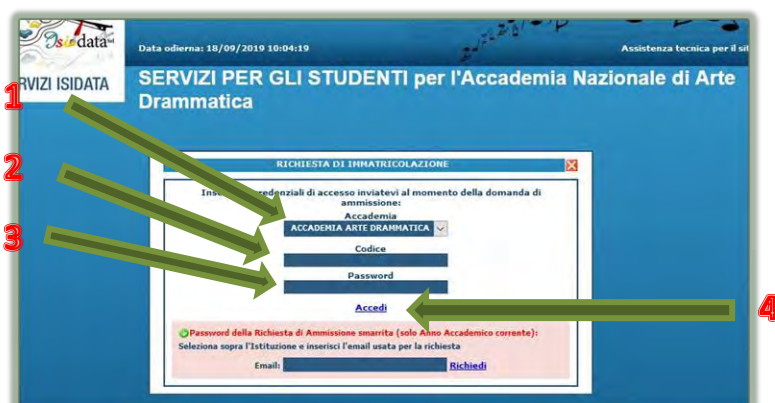 Isidata srl
Data odierna: 18/09/2019 10:04:19
Assistenza tecnica per il
RVIZI ISIDATA
SERVIZI PER GLI STUDENTI per l'Accademia Nazionale di Arte
Drammatica
1
2
3
4
RICHIESTA DI IMMATRICOLAZIONE
credenziali di accesso inviatevi al momento della domanda di
ammissione:
Accademia
ACCADEMIA ARTE DRAMMATICA
Codice
Password
Accedi
Password della Richiesta di Ammissione smarrita (solo Anno Accademico corrente):
Seleziona sopra l'Istituzione e inserisci l'email usata per la richiesta
Email:
Richiedi